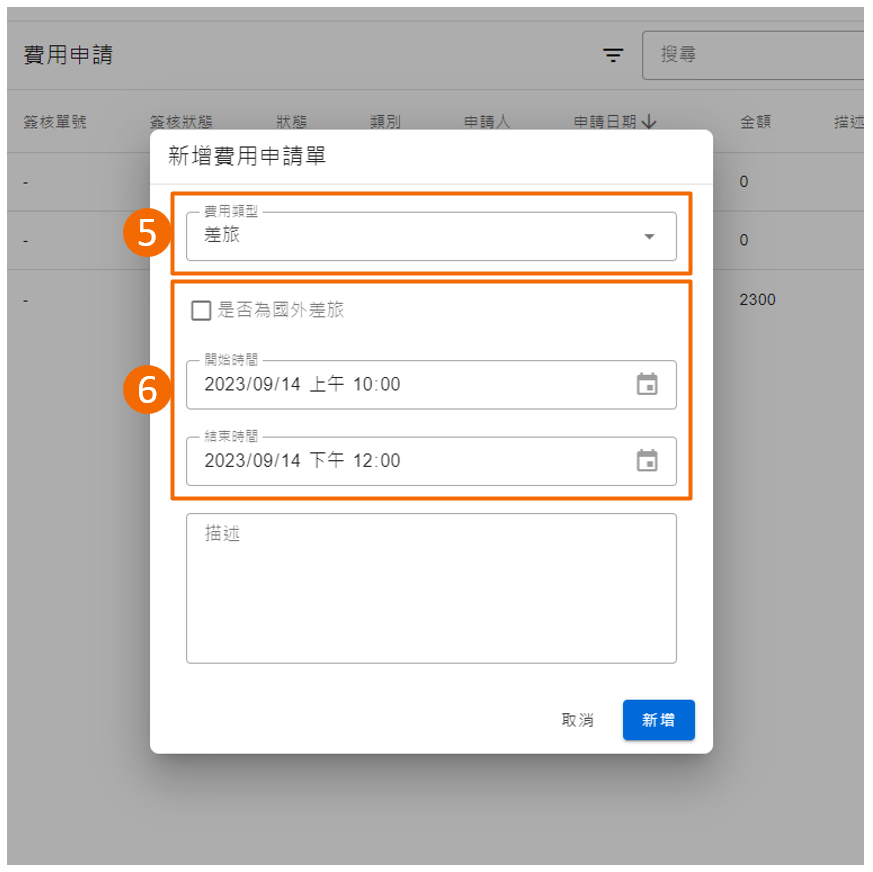 費用申請
搜尋
簽核單號 簽核狀態 狀態 類別 申請人 申請日期 金額 描述
新增費用申請單
- 0
5
費用類型
差旅
- 0
- 2300
是否為國外差旅
6
開始時間
2023/09/14 上午 10:00
結束時間
2023/09/14 下午 12:00
描述
取消 新增